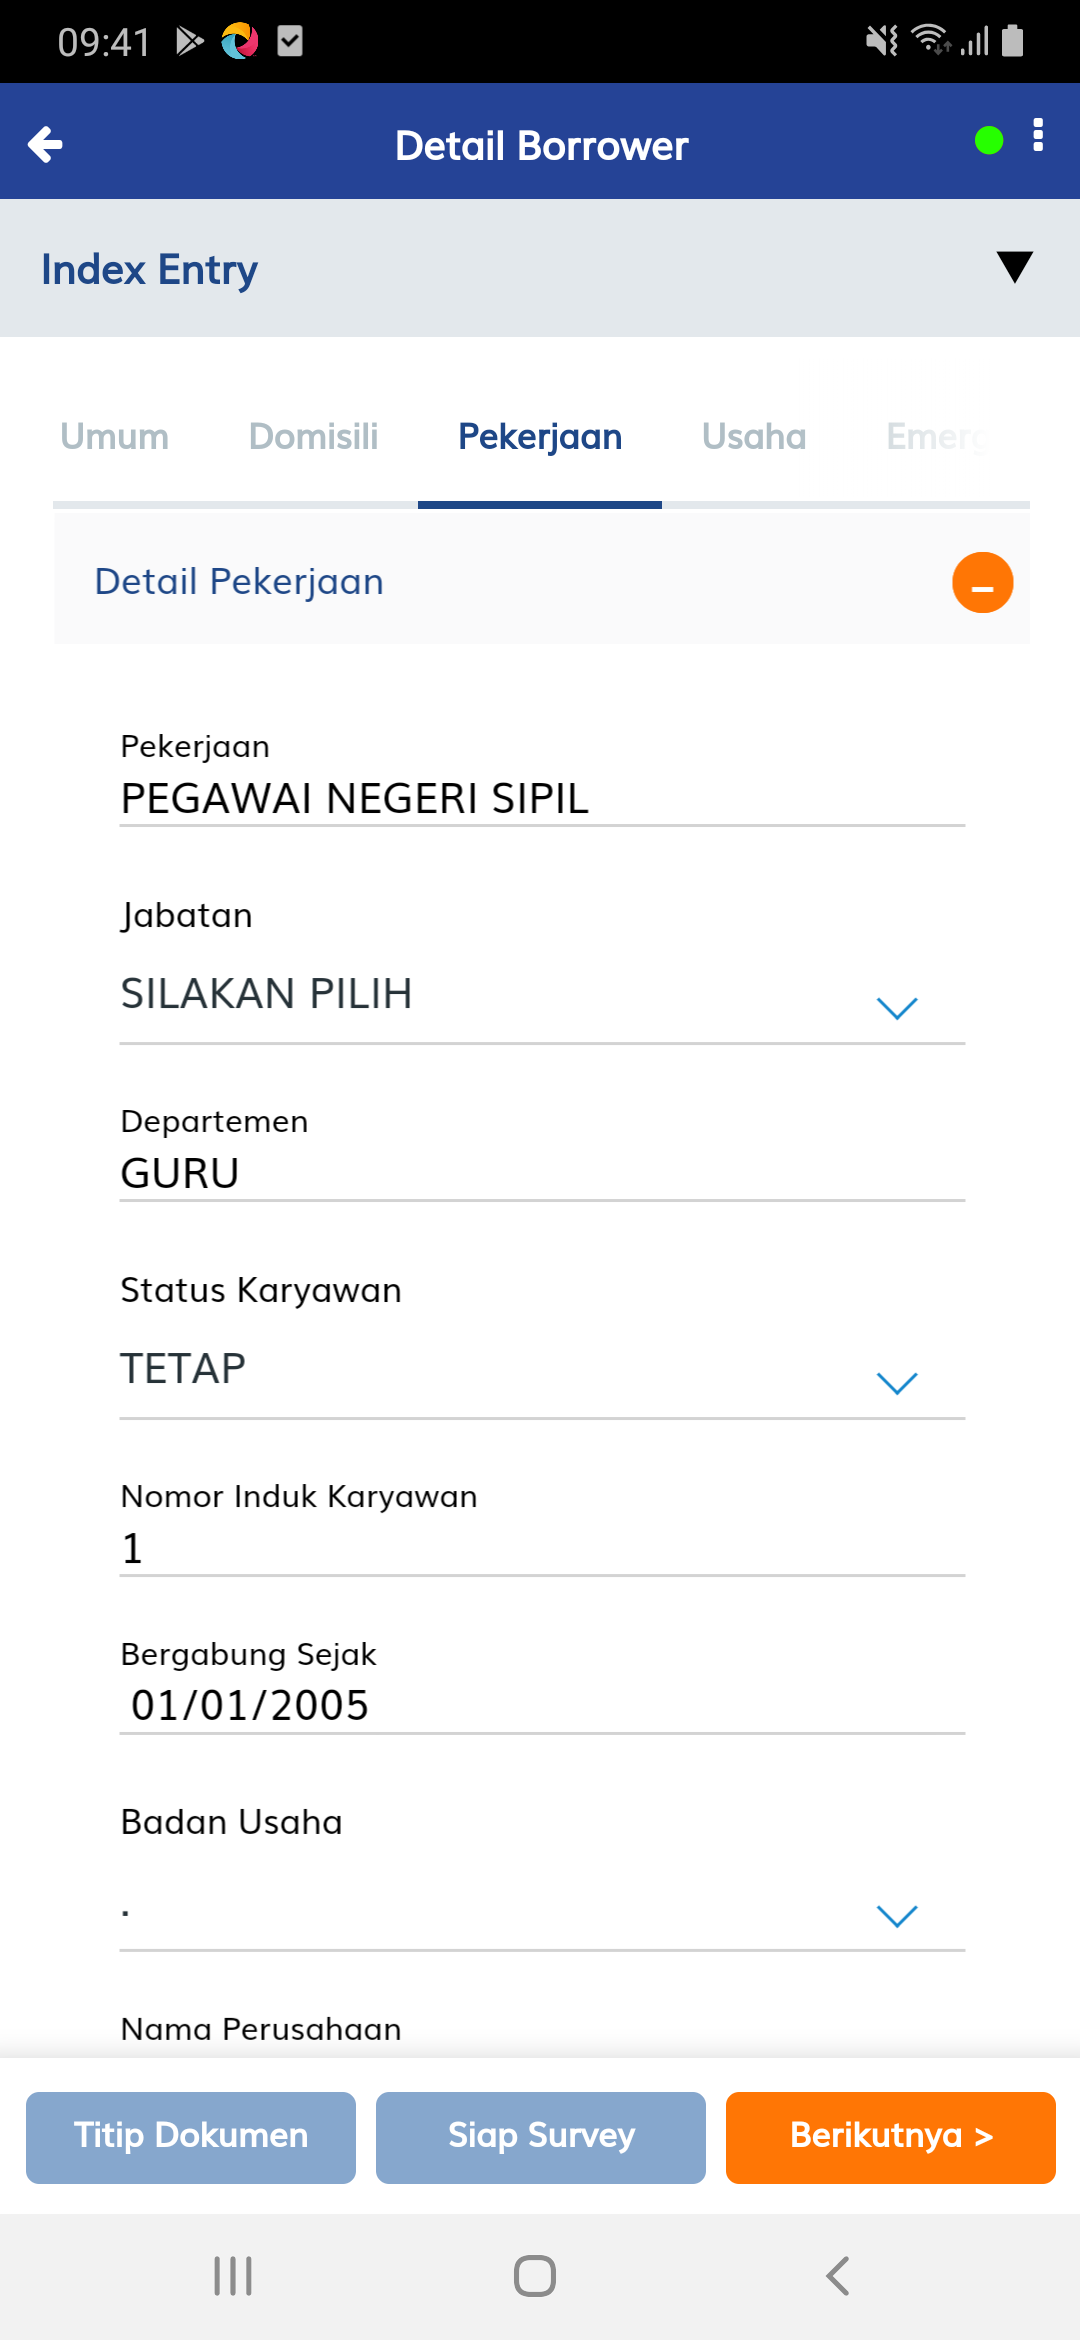 09:41
Detail Borrower
Index Entry
Umum Domisili Pekerjaan Usaha Emerg
Detail Pekerjaan
Pekerjaan
PEGAWAI NEGERI SIPIL
Jabatan
SILAKAN PILIH
Departemen
GURU
Status Karyawan
TETAP
Nomor Induk Karyawan
1
Bergabung Sejak
01/01/2005
Badan Usaha
.
Nama Perusahaan
Titip Dokumen Siap Survey Berikutnya >